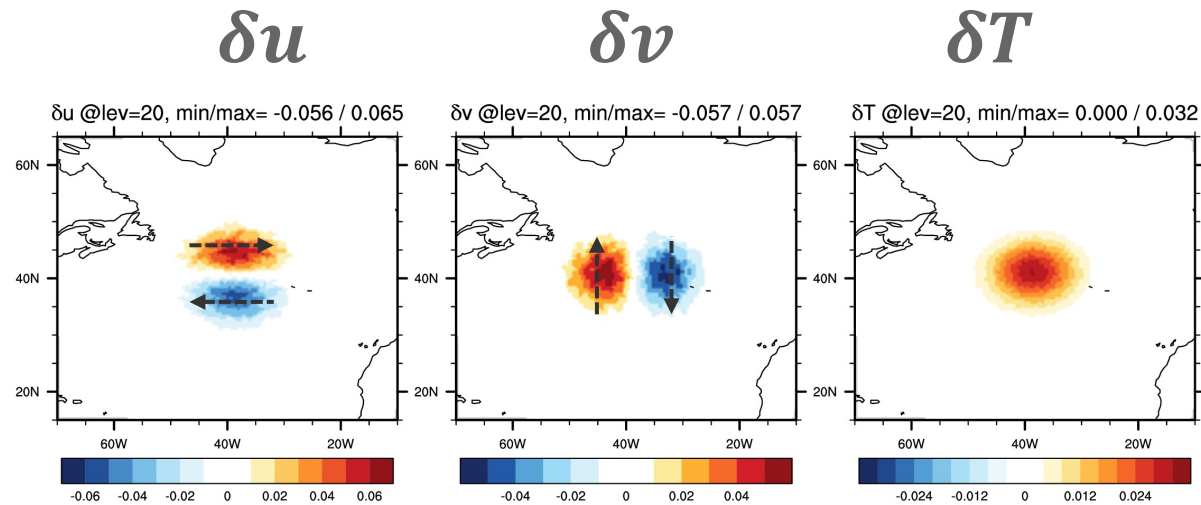 δu
δv
δT
δu @lev=20, min/max= -0.056 / 0.065
δv @lev=20, min/max= -0.057 / 0.057
δT @lev=20, min/max= 0.000 / 0.032
60N
40N
20N
60W
40W
20W
60N
40N
20N
60W
40W
20W
60N
40N
20N
60W
40W
20W
-0.06 -0.04 -0.02 0 0.02 0.04 0.06
-0.04 -0.02 0 0.02 0.04
-0.024 -0.012 0 0.012 0.024